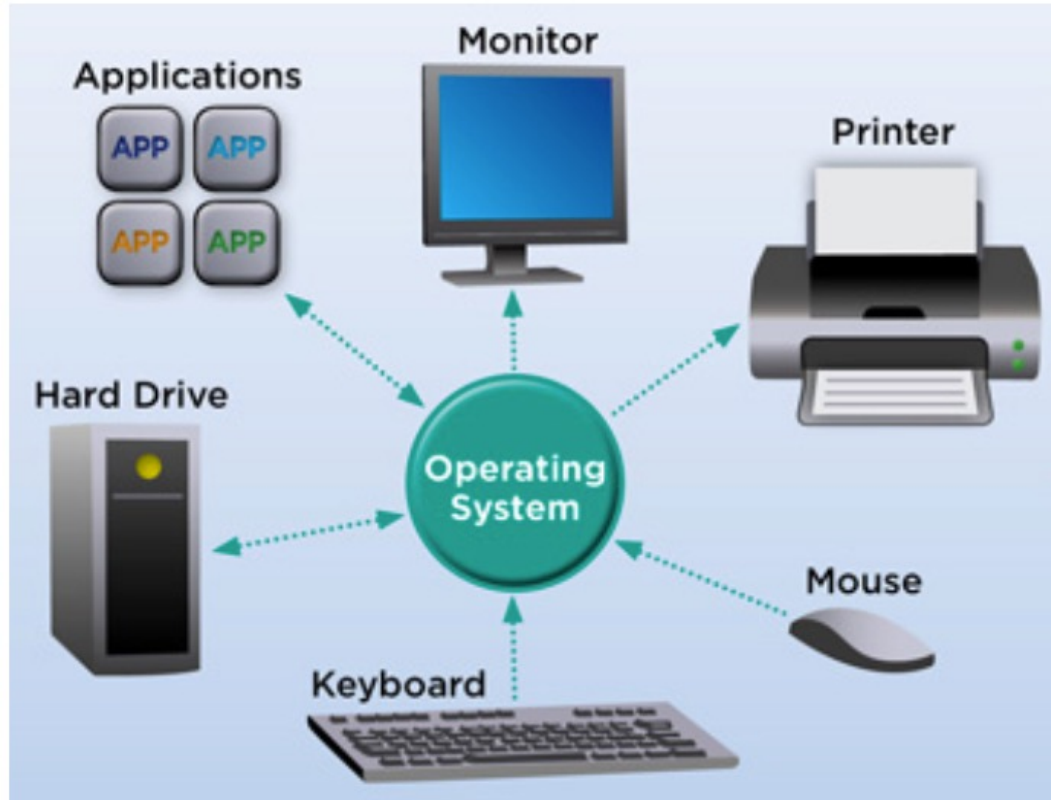 Monitor
Applications
APP APP
APP APP
Printer
Hard Drive
Operating
System
Mouse
Keyboard